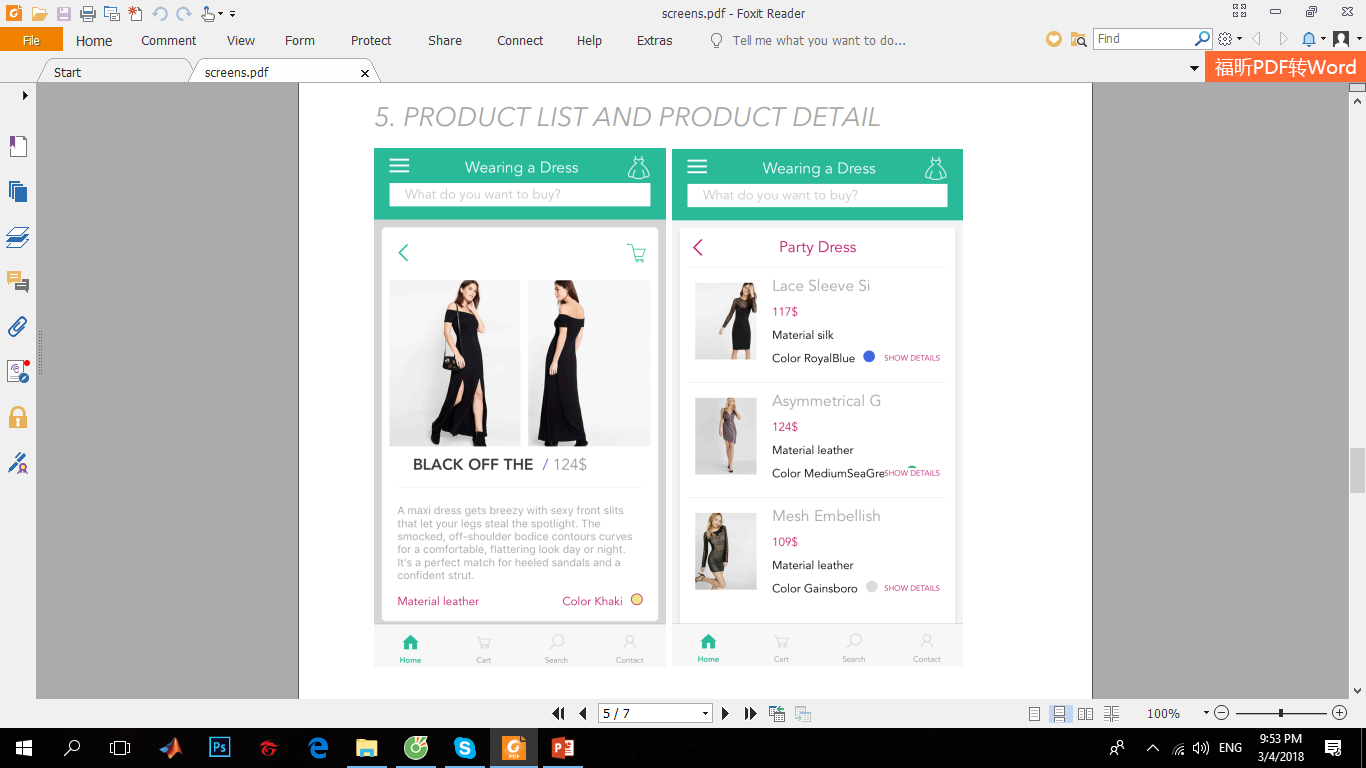 screens.pdf - Foxit Reader
File Home Comment View Form Protect Share Connect Help Extras Tell me what you want to do... Find
Start screens.pdf
福昕PDF转Word
5. PRODUCT LIST AND PRODUCT DETAIL
Wearing a Dress
What do you want to buy?
BLACK OFF THE / 124$
A maxi dress gets breezy with sexy front slits
that let your legs steal the spotlight. The
smocked, off-shoulder bodice contours curves
for a comfortable, flattering look day or night.
It's a perfect match for heeled sandals and a
confident strut.
Material leather Color Khaki
Home Cart Search Contact
Wearing a Dress
What do you want to buy?
Party Dress
Lace Sleeve Si
117$
Material silk
Color RoyalBlue SHOW DETAILS
Asymmetrical G
124$
Material leather
Color MediumSeaGre SHOW DETAILS
Mesh Embellish
109$
Material leather
Color Gainsboro SHOW DETAILS
Home Cart Search Contact
5 / 7
100%
Ps
PDF
ENG
9:53 PM
3/4/2018